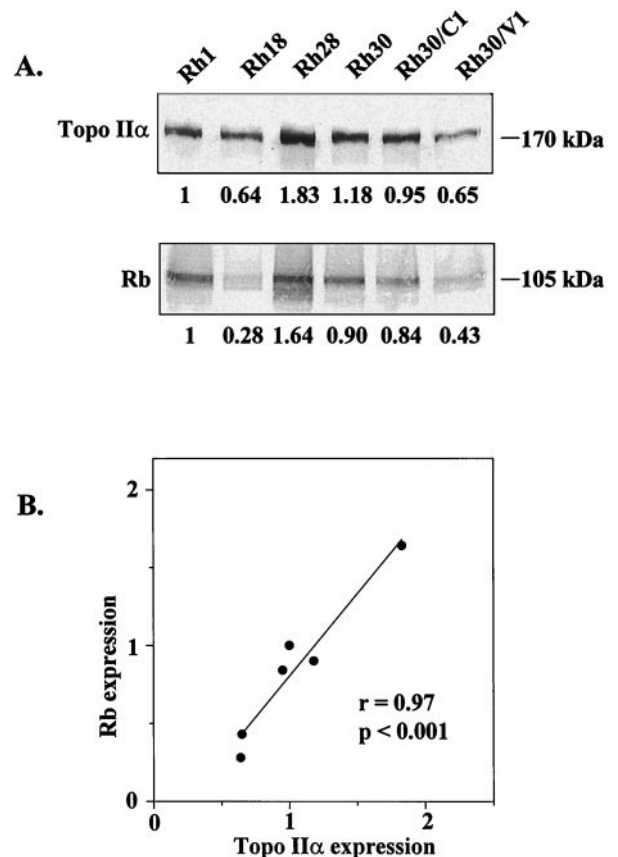 A.
Rh1 Rh18 Rh28 Rh30 Rh30/C1 Rh30/V1
Topo IIα 170 kDa
1 0.64 1.83 1.18 0.95 0.65
Rb 105 kDa
1 0.28 1.64 0.90 0.84 0.43
B.
2
1
0
Rb expression
r = 0.97
p < 0.001
0 1 2
Topo IIα expression